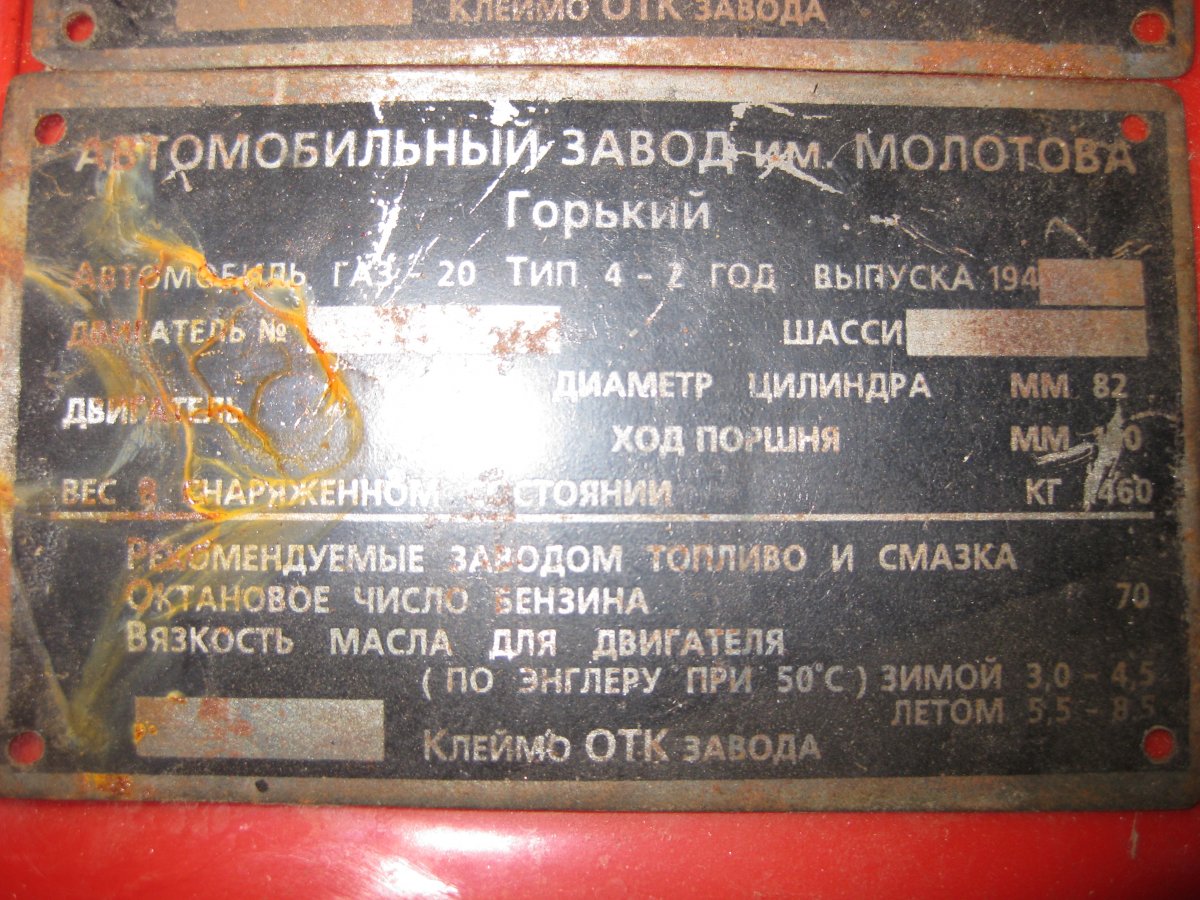 Клеймо ОТК завода
АВТОМОБИЛЬНЫЙ ЗАВОД им. МОЛОТОВА
Горький
Автомобиль ГАЗ - 20 Тип 4 - 2 год выпуска 194
Двигатель № шасси
Двигатель диаметр цилиндра мм 82
ход поршня мм
Вес в снаряженном состоянии кг 460
Рекомендуемые заводом топливо и смазка
Октановое число бензина 70
Вязкость масла для двигателя
(по Энглеру при 50°С) зимой 3,0 - 4,5
летом 5,5 - 8,5
Клеймо ОТК завода